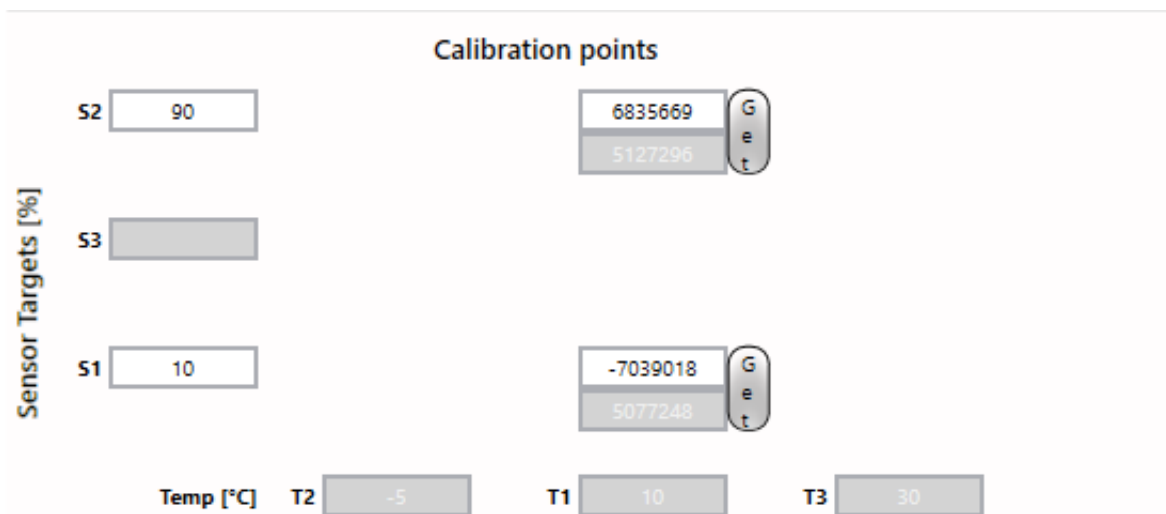 Calibration points
S2 90 6835669 Get
5127296
Sensor Targets [%]
S3
S1 10 -7039018 Get
5077248
Temp [°C] T2 -5 T1 10 T3 30